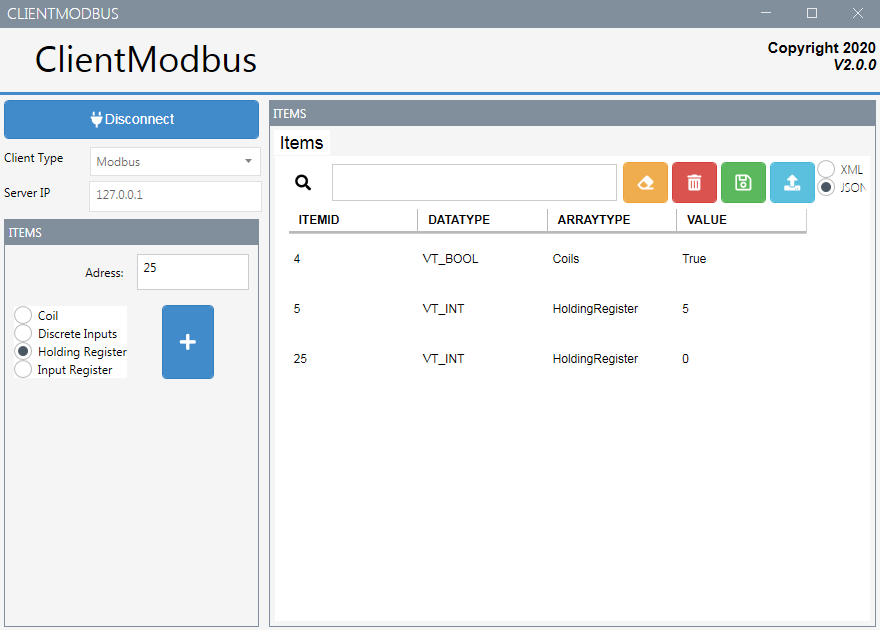 CLIENTMODBUS
ClientModbus
Copyright 2020
V2.0.0
Disconnect
Client Type
Modbus
Server IP
127.0.0.1
ITEMS
Adress:
25
Coil
Discrete Inputs
Holding Register
Input Register
ITEMS
Items
XML
JSON
ITEMID DATATYPE ARRAYTYPE VALUE
4 VT_BOOL Coils True
5 VT_INT HoldingRegister 5
25 VT_INT HoldingRegister 0